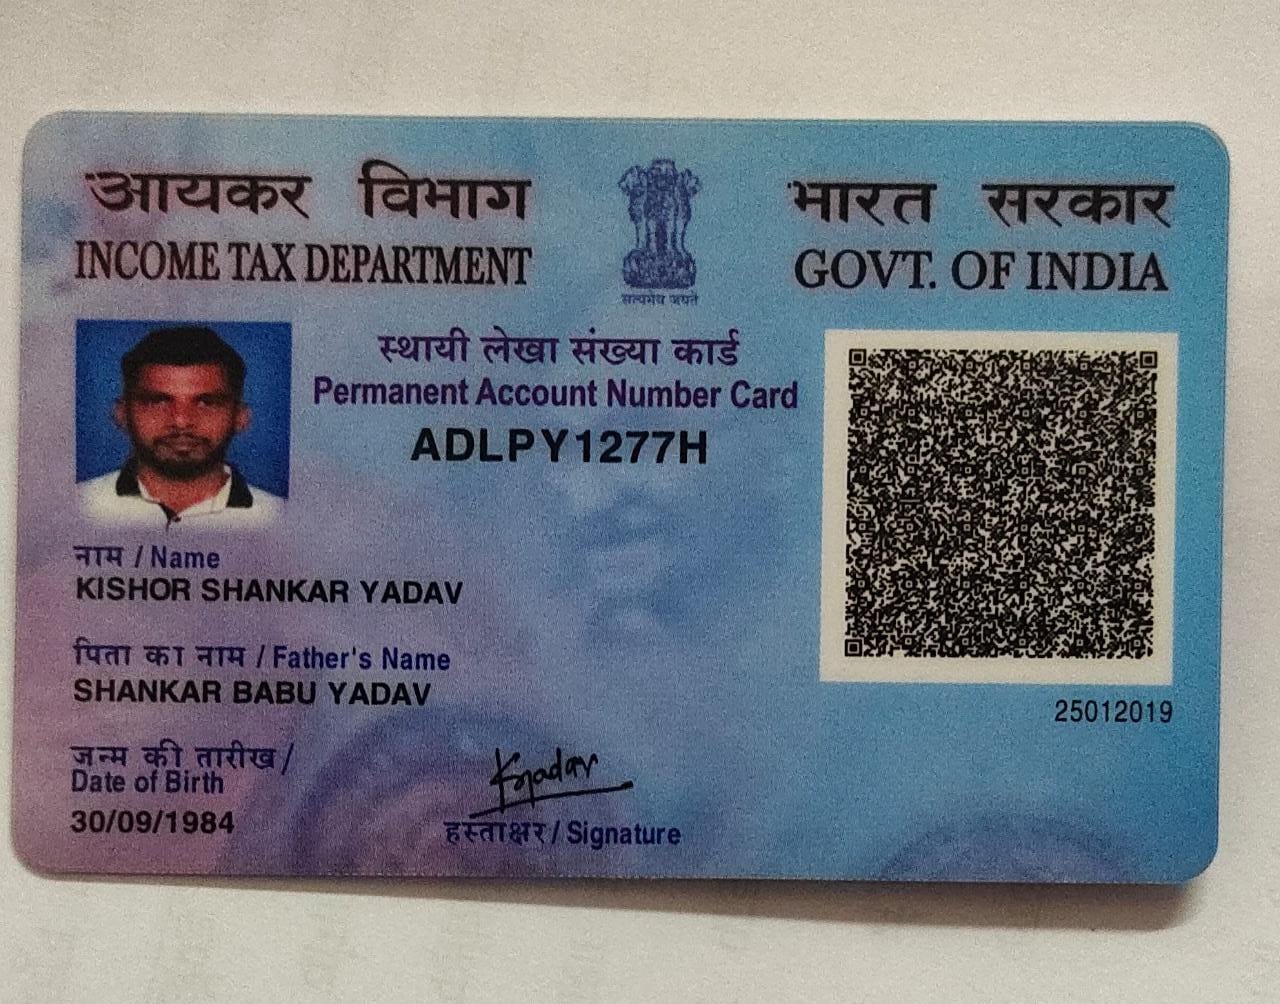 आयकर विभाग
INCOME TAX DEPARTMENT
सत्यमेव जयते
भारत सरकार
GOVT. OF INDIA
स्थायी लेखा संख्या कार्ड
Permanent Account Number Card
ADLPY1277H
नाम / Name
KISHOR SHANKAR YADAV
पिता का नाम / Father's Name
SHANKAR BABU YADAV
25012019
जन्म की तारीख /
Date of Birth
30/09/1984
Kyadav
हस्ताक्षर / Signature